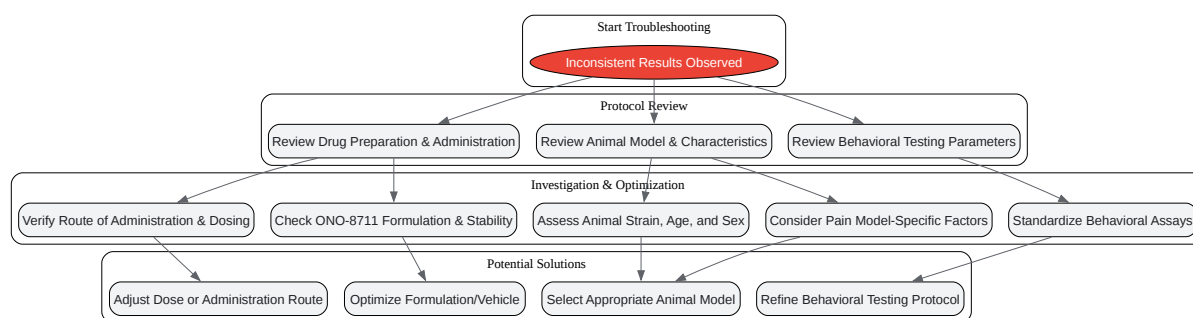 Start Troubleshooting
Inconsistent Results Observed
Protocol Review
Review Drug Preparation & Administration
Review Animal Model & Characteristics
Review Behavioral Testing Parameters
Investigation & Optimization
Verify Route of Administration & Dosing
Check ONO-8711 Formulation & Stability
Assess Animal Strain, Age, and Sex
Consider Pain Model-Specific Factors
Standardize Behavioral Assays
Potential Solutions
Adjust Dose or Administration Route
Optimize Formulation/Vehicle
Select Appropriate Animal Model
Refine Behavioral Testing Protocol